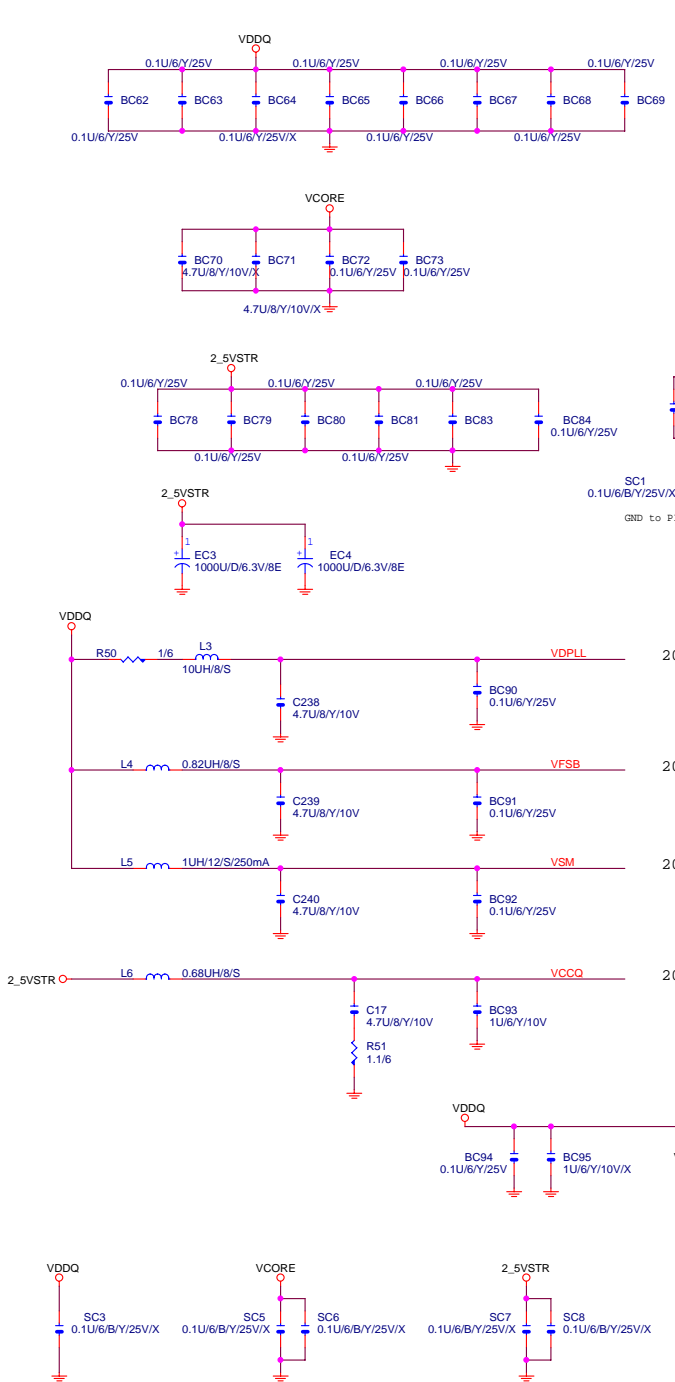 VDDQ
0.1U/6/Y/25V 0.1U/6/Y/25V 0.1U/6/Y/25V 0.1U/6/Y/25V
BC62 BC63 BC64 BC65 BC66 BC67 BC68 BC69
0.1U/6/Y/25V 0.1U/6/Y/25V/X 0.1U/6/Y/25V 0.1U/6/Y/25V
VCORE
BC70 BC71 BC72 BC73
4.7U/8/Y/10V/X 0.1U/6/Y/25V 0.1U/6/Y/25V
4.7U/8/Y/10V/X
2_5VSTR
0.1U/6/Y/25V 0.1U/6/Y/25V 0.1U/6/Y/25V
BC78 BC79 BC80 BC81 BC83 BC84
0.1U/6/Y/25V
0.1U/6/Y/25V 0.1U/6/Y/25V
SC1
0.1U/6/B/Y/25V/X
GND to
2_5VSTR
1 1
+ EC3 + EC4
1000U/D/6.3V/8E 1000U/D/6.3V/8E
VDDQ
R50 1/6 L3 VDPLL 20
10UH/8/S
C238 BC90
4.7U/8/Y/10V 0.1U/6/Y/25V
L4 0.82UH/8/S VFSB 20
C239 BC91
4.7U/8/Y/10V 0.1U/6/Y/25V
L5 1UH/12/S/250mA VSM 20
C240 BC92
4.7U/8/Y/10V 0.1U/6/Y/25V
2_5VSTR L6 0.68UH/8/S VCCQ 20
C17 BC93
4.7U/8/Y/10V 1U/6/Y/10V
R51
1.1/6
VDDQ
BC94 BC95
0.1U/6/Y/25V 1U/6/Y/10V/X
VDDQ VCORE 2_5VSTR
SC3 SC5 SC6 SC7 SC8
0.1U/6/B/Y/25V/X 0.1U/6/B/Y/25V/X 0.1U/6/B/Y/25V/X 0.1U/6/B/Y/25V/X 0.1U/6/B/Y/25V/X